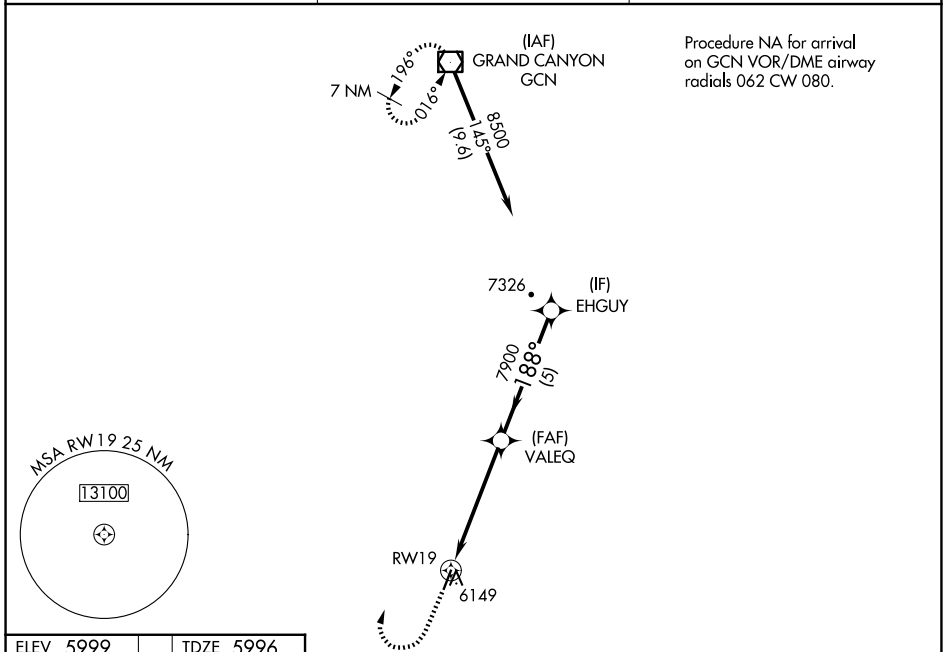 (IAF)
GRAND CANYON
GCN
Procedure NA for arrival
on GCN VOR/DME airway
radials 062 CW 080.
7 NM
196°
016°
8500
145°
(9.6)
7326
(IF)
EHGUY
7900
188°
(5)
(FAF)
VALEQ
MSA RW19 25 NM
13100
RW19
6149
ELEV 5999
TDZE 5996